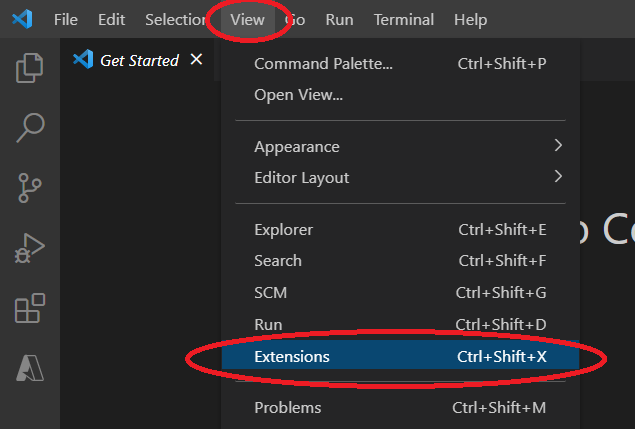 File Edit Selection View Go Run Terminal Help
Get Started
Command Palette... Ctrl+Shift+P
Open View...
Appearance
Editor Layout
Explorer Ctrl+Shift+E
Search Ctrl+Shift+F
SCM Ctrl+Shift+G
Run Ctrl+Shift+D
Extensions Ctrl+Shift+X
Problems Ctrl+Shift+M